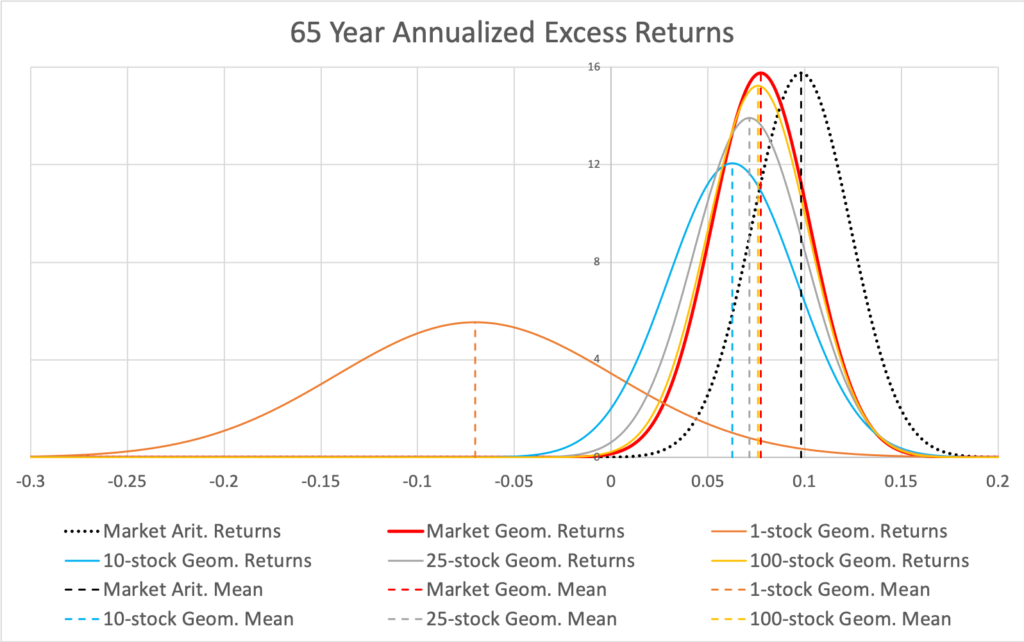 65 Year Annualized Excess Returns
16
12
8
4
0
-0.3 -0.25 -0.2 -0.15 -0.1 -0.05 0 0.05 0.1 0.15 0.2
Market Arit. Returns Market Geom. Returns 1-stock Geom. Returns
10-stock Geom. Returns 25-stock Geom. Returns 100-stock Geom. Returns
Market Arit. Mean Market Geom. Mean 1-stock Geom. Mean
10-stock Geom. Mean 25-stock Geom. Mean 100-stock Geom. Mean